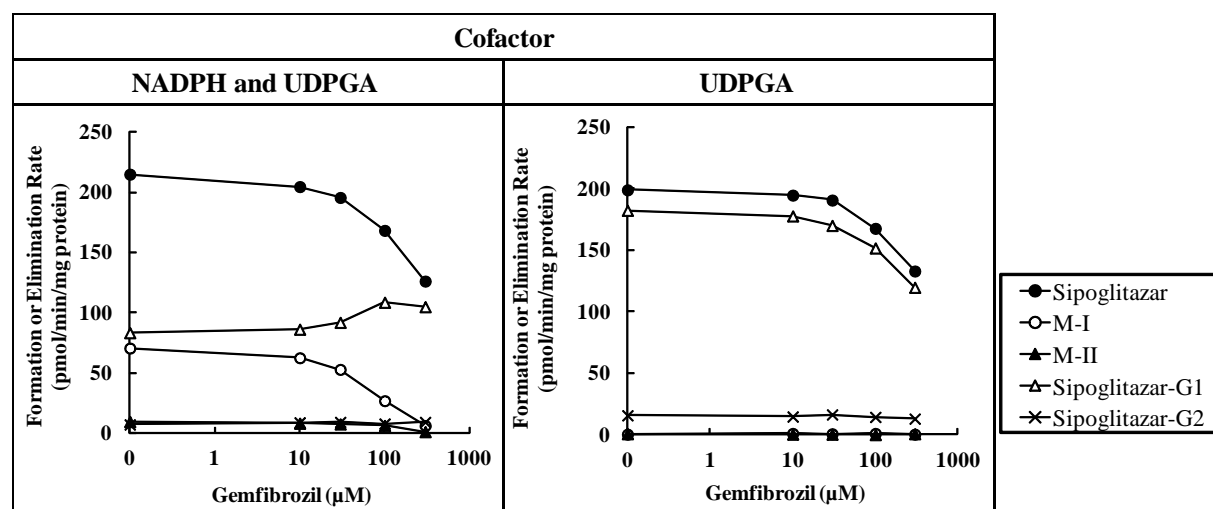 Cofactor
NADPH and UDPGA
UDPGA
Formation or Elimination Rate
(pmol/min/mg protein)
250
200
150
100
50
0
0
1
10
100
1000
Gemfibrozil (µM)
Formation or Elimination Rate
(pmol/min/mg protein)
250
200
150
100
50
0
0
1
10
100
1000
Gemfibrozil (µM)
Sipoglitazar
M-I
M-II
Sipoglitazar-G1
Sipoglitazar-G2